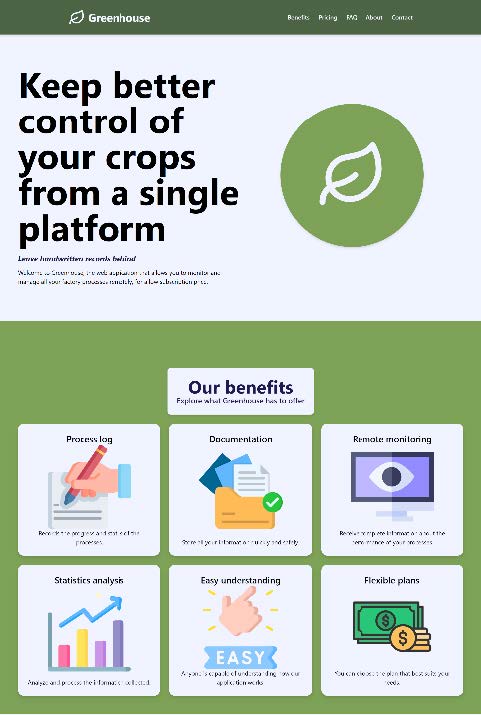 Greenhouse
Benefits Pricing FAQ About Contact
Keep better
control of
your crops
from a single
platform
Leave handwritten records behind
Welcome to Greenhouse, the web application that allows you to monitor and
manage all your factory processes remotely, for a low subscription price.
Our benefits
Explore what Greenhouse has to offer
Process log
Records the progress and status of the
processes.
Documentation
Store all your information quickly and safely.
Remote monitoring
Receive complete information about the
performance of your processes.
Statistics analysis
Analyze and process the information collected.
Easy understanding
EASY
Anyone is capable of understanding how our
application works
Flexible plans
You can choose the plan that best suits your
needs.